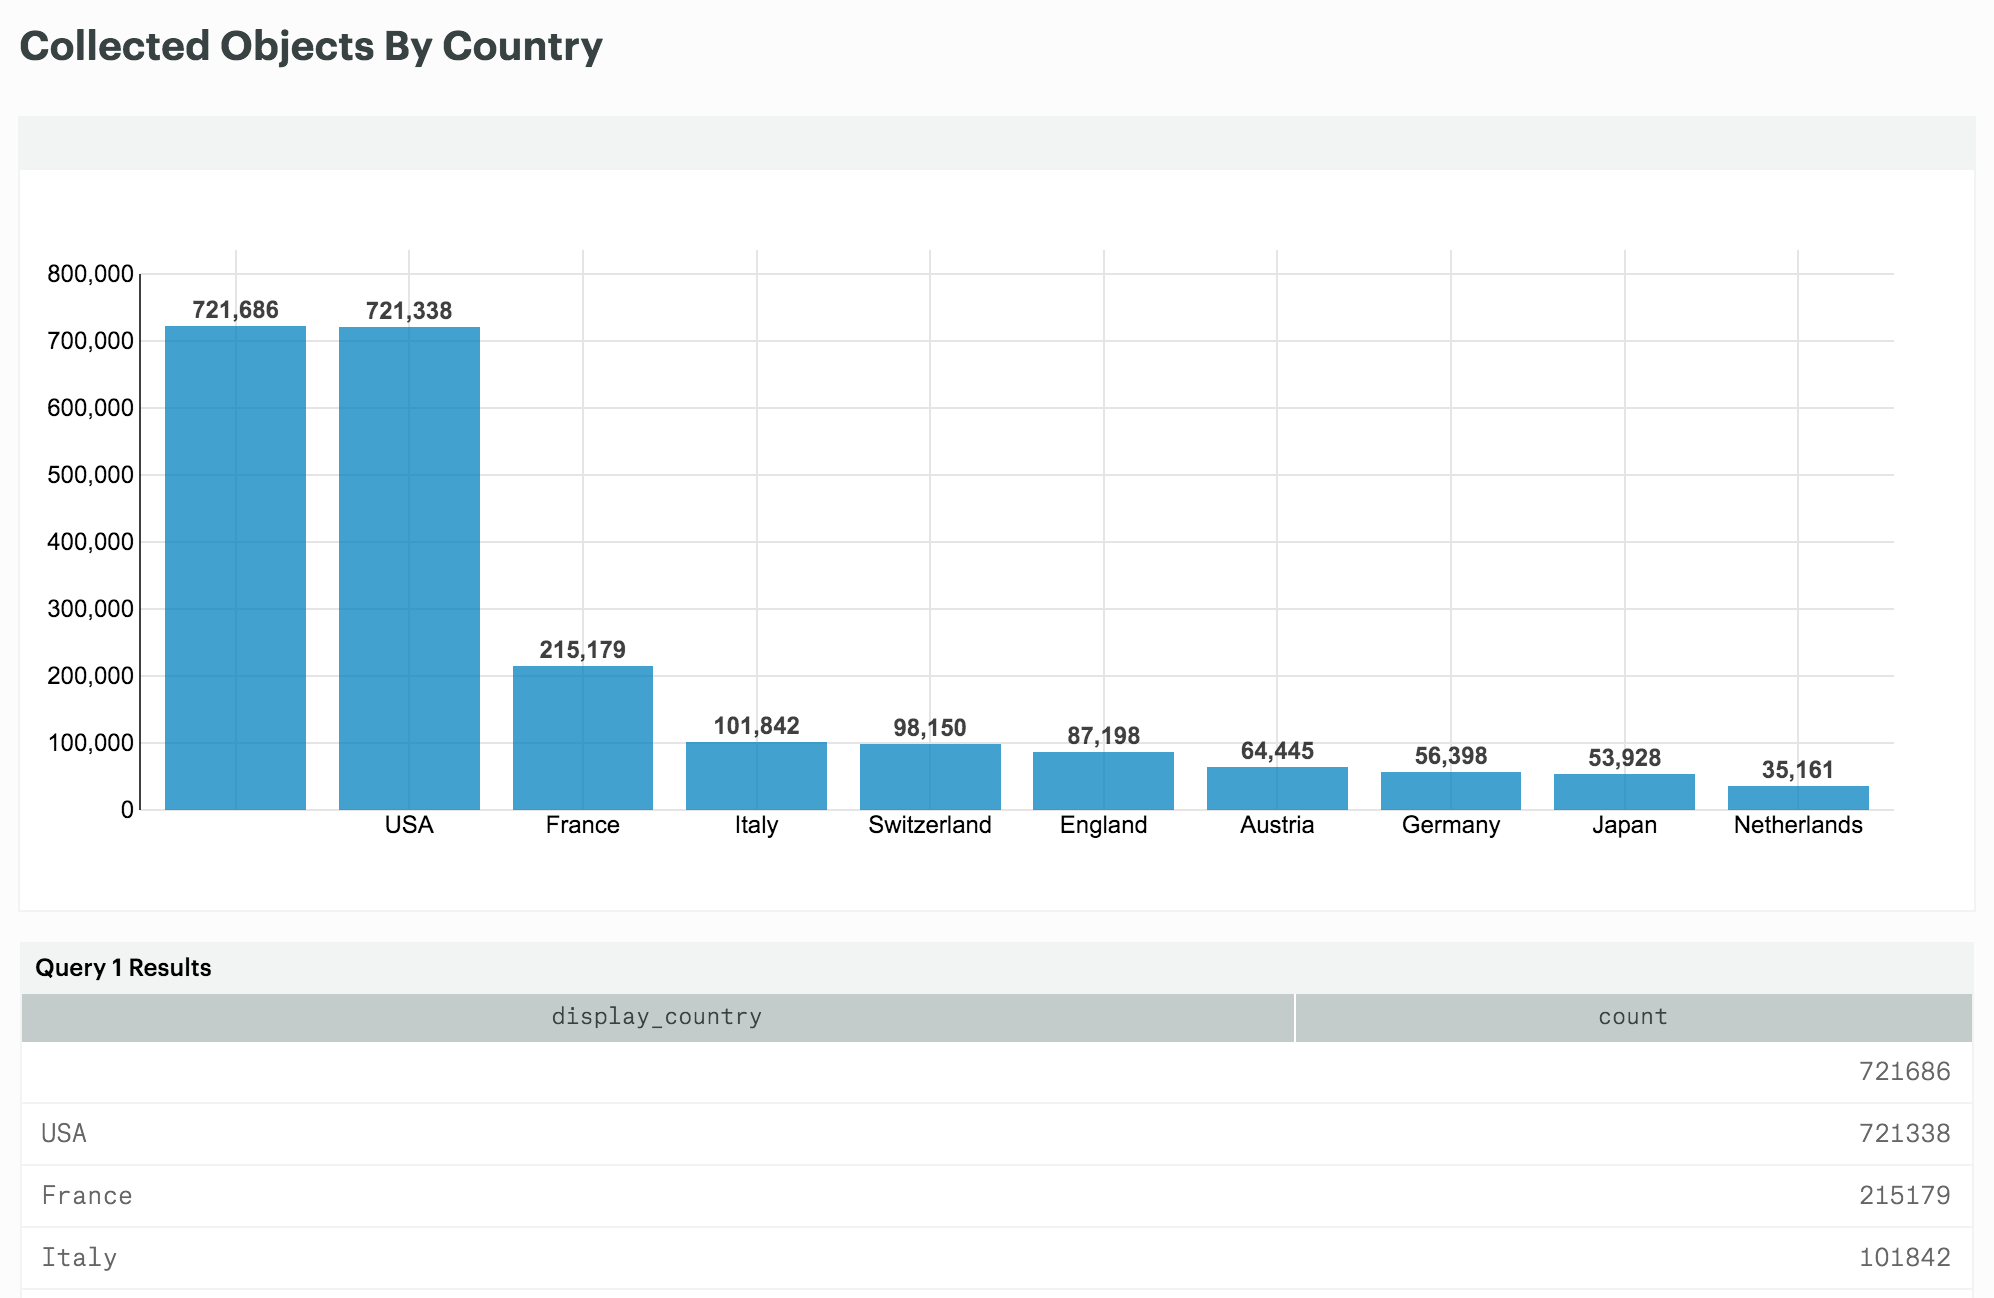 Collected Objects By Country
800,000
700,000
600,000
500,000
400,000
300,000
200,000
100,000
0
721,686
721,338
215,179
101,842
98,150
87,198
64,445
56,398
53,928
35,161
USA France Italy Switzerland England Austria Germany Japan Netherlands
Query 1 Results
display_country count
721686
USA 721338
France 215179
Italy 101842